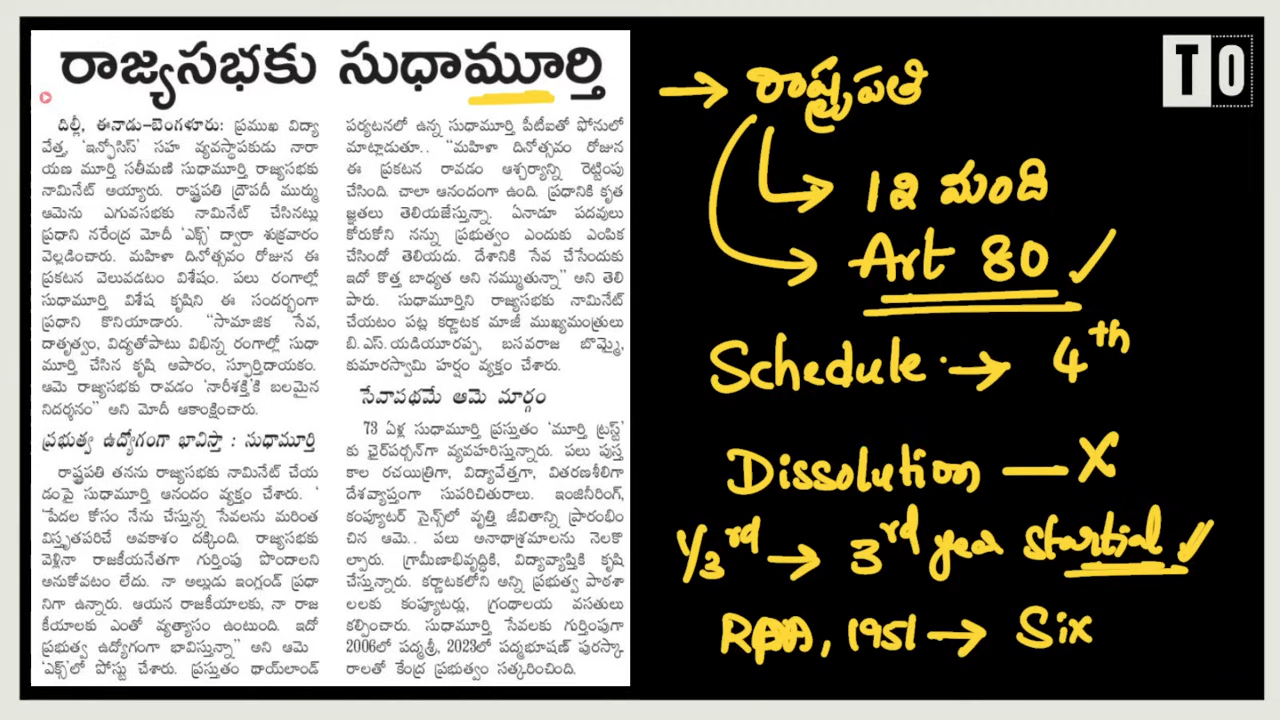 రాజ్యసభకు సుధామూర్తి
దిల్లీ, ఈనాడు-బెంగళూరు: ప్రముఖ విద్యా
వేత్త, ‘ఇన్ఫోసిస్’ సహ వ్యవస్థాపకుడు నారా
యణ మూర్తి సతీమణి సుధామూర్తి రాజ్యసభకు
నామినేట్ అయ్యారు. రాష్ట్రపతి ద్రౌపదీ ముర్ము
ఆమెను ఎగువసభకు నామినేట్ చేసినట్లు
ప్రధాని నరేంద్ర మోదీ ‘ఎక్స్’ ద్వారా శుక్రవారం
వెల్లడించారు. మహిళా దినోత్సవం రోజున ఈ
ప్రకటన వెలువడటం విశేషం. పలు రంగాల్లో
సుధామూర్తి విశేష కృషిని ఈ సందర్భంగా
ప్రధాని కొనియాడారు. “సామాజిక సేవ,
దాతృత్వం, విద్యతోపాటు విభిన్న రంగాల్లో సుధా
మూర్తి చేసిన కృషి అపారం, స్ఫూర్తిదాయకం.
ఆమె రాజ్యసభకు రావడం ‘నారీశక్తి’కి బలమైన
నిదర్శనం” అని మోదీ ఆకాంక్షించారు.
ప్రభుత్వ ఉద్యోగంగా భావిస్తా : సుధామూర్తి
రాష్ట్రపతి తనను రాజ్యసభకు నామినేట్ చేయ
డంపై సుధామూర్తి ఆనందం వ్యక్తం చేశారు. ‘
‘పేదల కోసం నేను చేస్తున్న సేవలను మరింత
విస్తృతపరిచే అవకాశం దక్కింది. రాజ్యసభకు
వెళ్లినా రాజకీయనేతగా గుర్తింపు పొందాలని
అనుకోవటం లేదు. నా అల్లుడు ఇంగ్లండ్ ప్రధా
నిగా ఉన్నారు. ఆయన రాజకీయాలకు, నా రాజ
కీయాలకు ఎంతో వ్యత్యాసం ఉంటుంది. ఇదో
ప్రభుత్వ ఉద్యోగంగా భావిస్తున్నా” అని ఆమె
‘ఎక్స్’లో పోస్టు చేశారు. ప్రస్తుతం థాయ్‌లాండ్
పర్యటనలో ఉన్న సుధామూర్తి పీటీఐతో ఫోనులో
మాట్లాడుతూ.. “మహిళా దినోత్సవం రోజున
ఈ ప్రకటన రావడం ఆశ్చర్యాన్ని రెట్టింపు
చేసింది. చాలా ఆనందంగా ఉంది. ప్రధానికి కృత
జ్ఞతలు తెలియజేస్తున్నా. ఏనాడూ పదవులు
కోరుకోని నన్ను ప్రభుత్వం ఎందుకు ఎంపిక
చేసిందో తెలియదు. దేశానికి సేవ చేసేందుకు
ఇదో కొత్త బాధ్యత అని నమ్ముతున్నా” అని తెలి
పారు. సుధామూర్తిని రాజ్యసభకు నామినేట్
చేయటం పట్ల కర్ణాటక మాజీ ముఖ్యమంత్రులు
బి.ఎస్.యడియూరప్ప, బసవరాజ బొమ్మై,
కుమారస్వామి హర్షం వ్యక్తం చేశారు.
సేవాపథమే ఆమె మార్గం
73 ఏళ్ల సుధామూర్తి ప్రస్తుతం ‘మూర్తి ట్రస్ట్’
కు ఛైర్‌పర్సన్‌గా వ్యవహరిస్తున్నారు. పలు పుస్త
కాల రచయిత్రిగా, విద్యావేత్తగా, వితరణశీలిగా
దేశవ్యాప్తంగా సుపరిచితురాలు. ఇంజినీరింగ్,
కంప్యూటర్ సైన్స్‌లో వృత్తి జీవితాన్ని ప్రారంభిం
చిన ఆమె.. పలు అనాథాశ్రమాలను నెలకొ
ల్పారు. గ్రామీణాభివృద్ధికి, విద్యావ్యాప్తికి కృషి
చేస్తున్నారు. కర్ణాటకలోని అన్ని ప్రభుత్వ పాఠశా
లలకు కంప్యూటర్లు, గ్రంథాలయ వసతులు
కల్పించారు. సుధామూర్తి సేవలకు గుర్తింపుగా
2006లో పద్మశ్రీ, 2023లో పద్మభూషణ్ పురస్కా
రాలతో కేంద్ర ప్రభుత్వం సత్కరించింది.
TO
→ రాష్ట్రపతి
→ 12 మంది
→ Art 80 ✓
Schedule → 4th
Dissolution — X
1/3rd → 3rd year starting ✓
, 1951 → Six